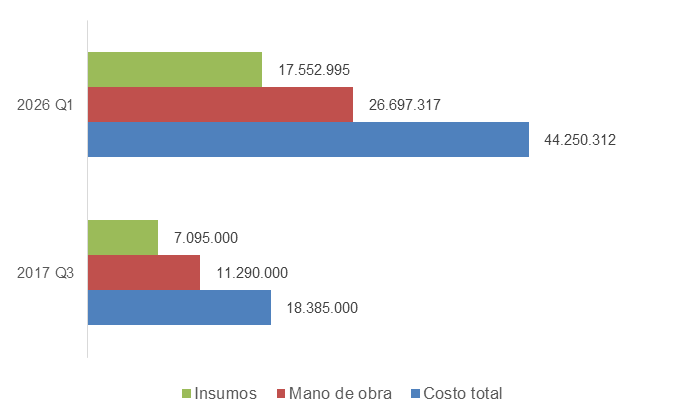 17.552.995
2026 Q1
26.697.317
44.250.312
7.095.000
2017 Q3
11.290.000
18.385.000
Insumos Mano de obra Costo total